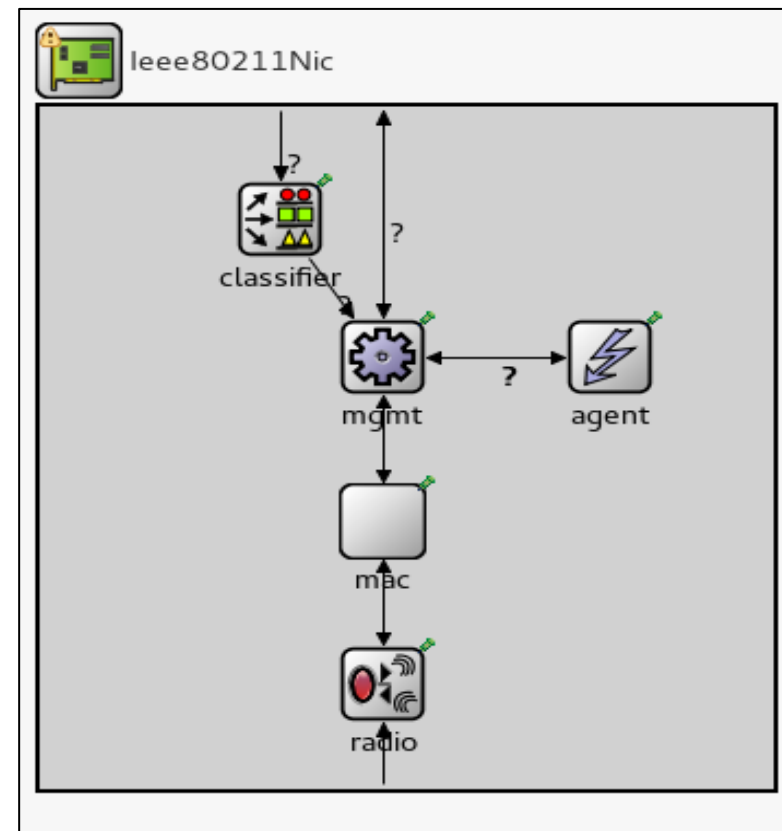 Ieee80211Nic
?
?
classifier
?
?
mgmt
agent
mac
radio